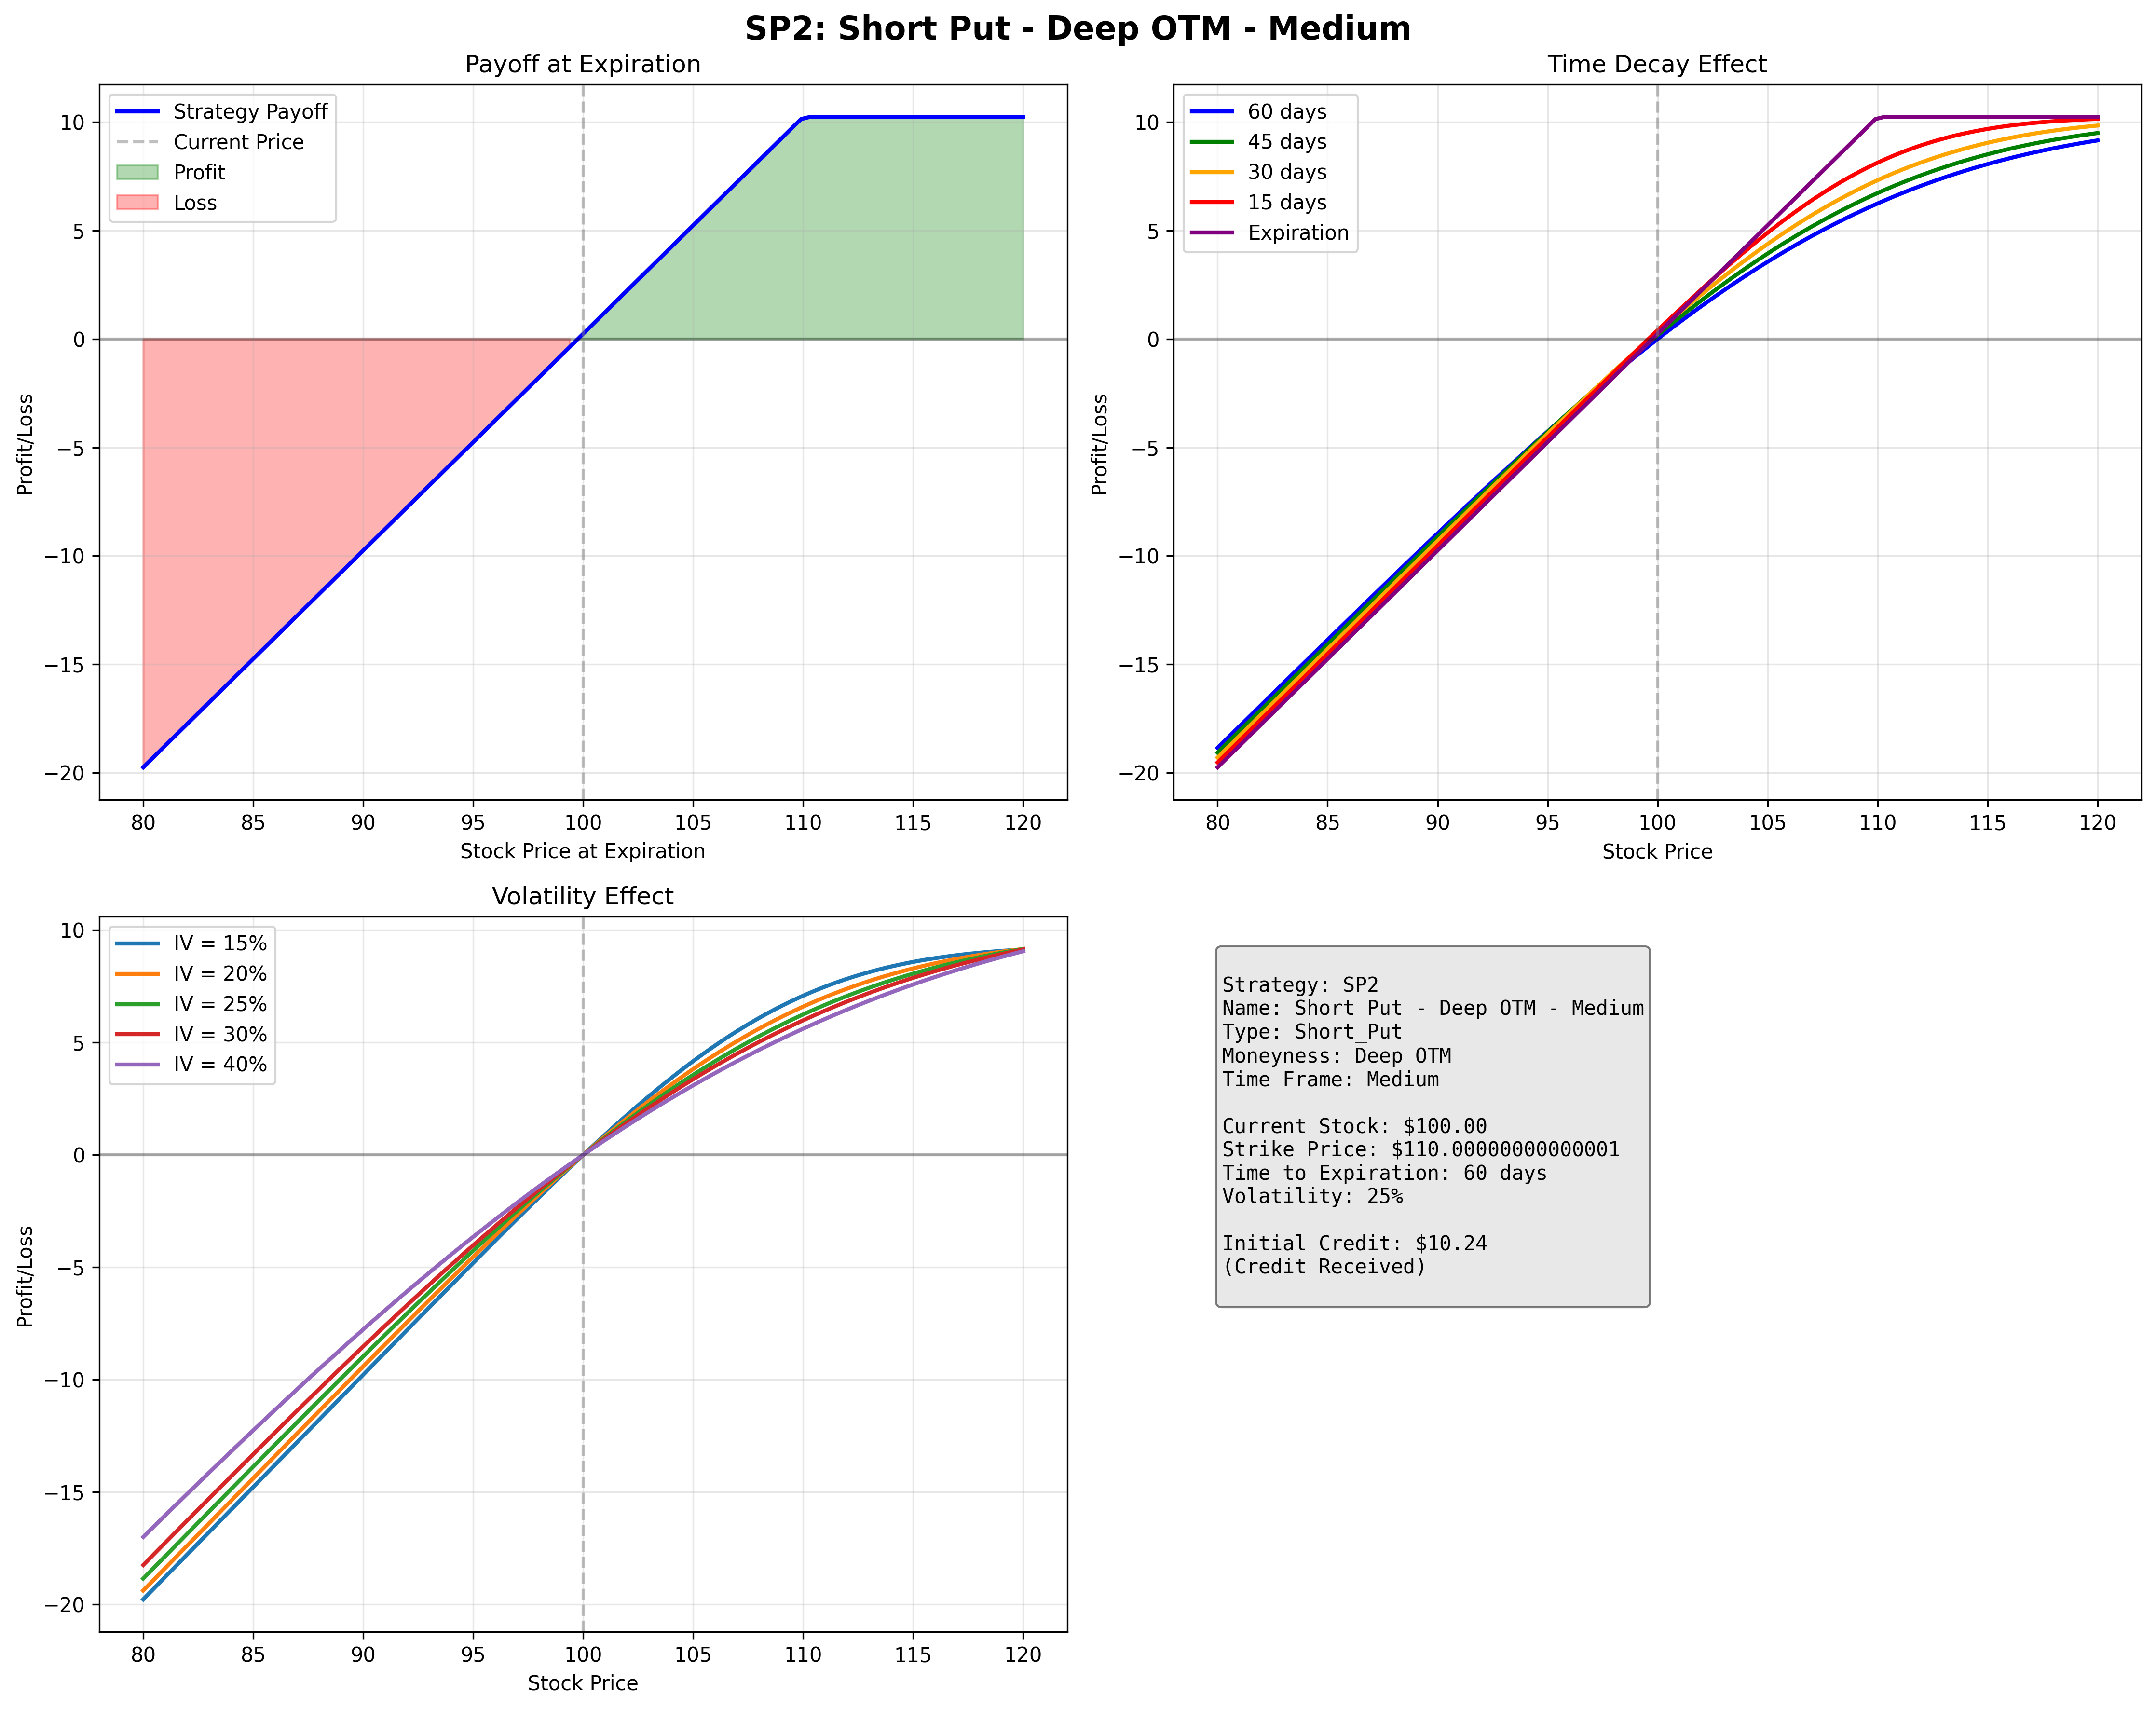 SP2: Short Put - Deep OTM - Medium
Payoff at Expiration
Strategy Payoff
Current Price
Profit
Loss
10
5
0
−5
−10
−15
−20
Profit/Loss
80 85 90 95 100 105 110 115 120
Stock Price at Expiration
Time Decay Effect
60 days
45 days
30 days
15 days
Expiration
10
5
0
−5
−10
−15
−20
Profit/Loss
80 85 90 95 100 105 110 115 120
Stock Price
Volatility Effect
IV = 15%
IV = 20%
IV = 25%
IV = 30%
IV = 40%
10
5
0
−5
−10
−15
−20
Profit/Loss
80 85 90 95 100 105 110 115 120
Stock Price
Strategy: SP2
Name: Short Put - Deep OTM - Medium
Type: Short_Put
Moneyness: Deep OTM
Time Frame: Medium
Current Stock: $100.00
Strike Price: $110.00000000000001
Time to Expiration: 60 days
Volatility: 25%
Initial Credit: $10.24
(Credit Received)